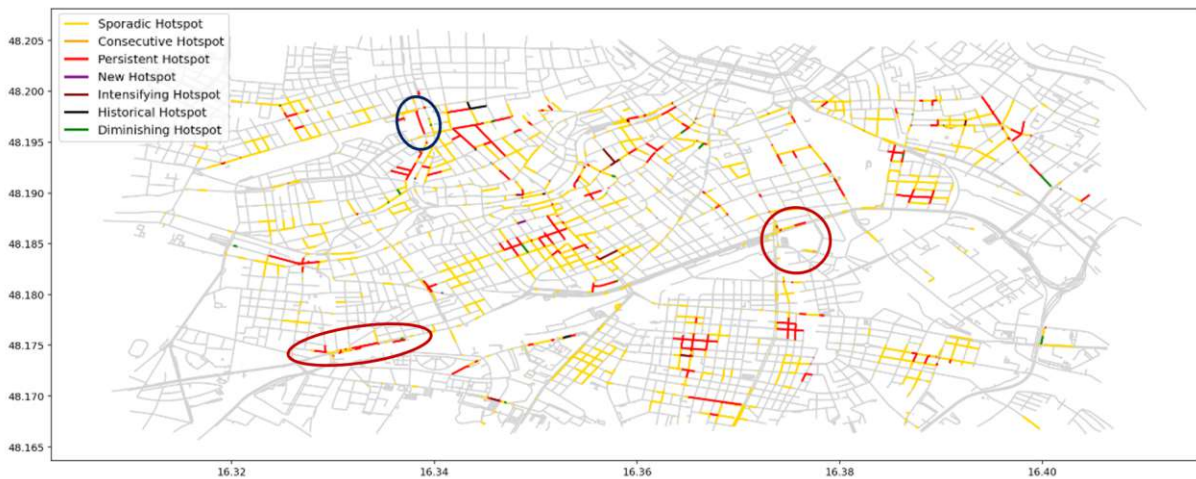 Sporadic Hotspot
Consecutive Hotspot
Persistent Hotspot
New Hotspot
Intensifying Hotspot
Historical Hotspot
Diminishing Hotspot
48.205
48.200
48.195
48.190
48.185
48.180
48.175
48.170
48.165
16.32 16.34 16.36 16.38 16.40